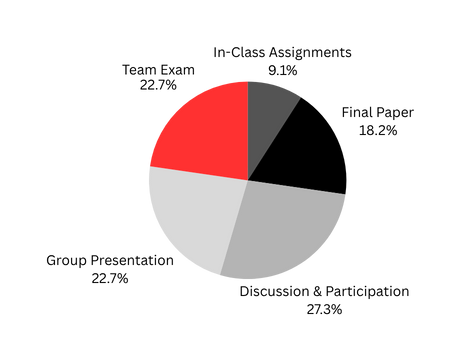 In-Class Assignments
9.1%
Team Exam
22.7%
Final Paper
18.2%
Group Presentation
22.7%
Discussion & Participation
27.3%